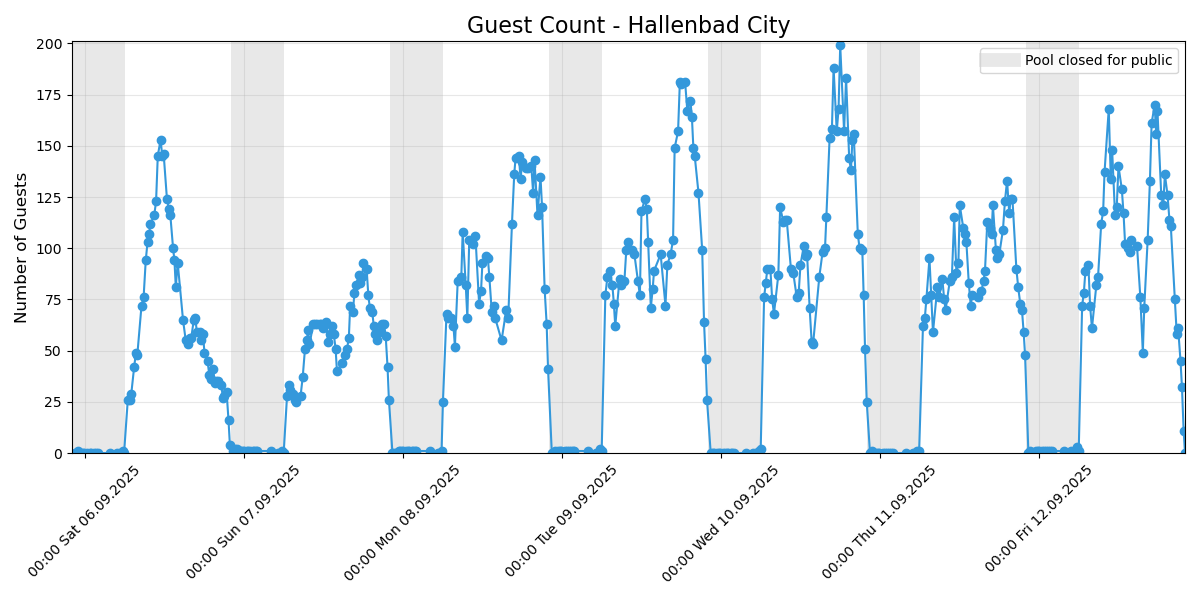 Guest Count - Hallenbad City
Pool closed for public
Number of Guests
200
175
150
125
100
75
50
25
0
00:00 Sat 06.09.2025
00:00 Sun 07.09.2025
00:00 Mon 08.09.2025
00:00 Tue 09.09.2025
00:00 Wed 10.09.2025
00:00 Thu 11.09.2025
00:00 Fri 12.09.2025